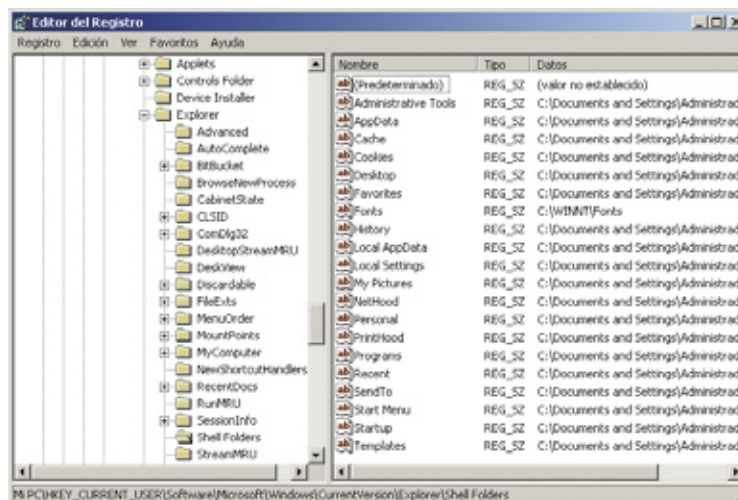 Editor del Registro
Registro Edición Ver Favoritos Ayuda
Applets
Controls Folder
Device Installer
Explorer
Advanced
AutoComplete
BitBucket
BrowseNewProcess
CabinetState
CLSID
ComDlg32
DesktopStreamMRU
DeskView
Discardable
FileExts
MenuOrder
MountPoints
MyComputer
NewShortcutHandlers
RecentDocs
RunMRU
SessionInfo
Shell Folders
StreamMRU
Nombre Tipo Datos
(Predeterminado) REG_SZ (valor no establecido)
Administrative Tools REG_SZ C:\Documents and Settings\Administrad
AppData REG_SZ C:\Documents and Settings\Administrad
Cache REG_SZ C:\Documents and Settings\Administrad
Cookies REG_SZ C:\Documents and Settings\Administrad
Desktop REG_SZ C:\Documents and Settings\Administrad
Favorites REG_SZ C:\Documents and Settings\Administrad
Fonts REG_SZ C:\WINNT\Fonts
History REG_SZ C:\Documents and Settings\Administrad
Local AppData REG_SZ C:\Documents and Settings\Administrad
Local Settings REG_SZ C:\Documents and Settings\Administrad
My Pictures REG_SZ C:\Documents and Settings\Administrad
NetHood REG_SZ C:\Documents and Settings\Administrad
Personal REG_SZ C:\Documents and Settings\Administrad
PrintHood REG_SZ C:\Documents and Settings\Administrad
Programs REG_SZ C:\Documents and Settings\Administrad
Recent REG_SZ C:\Documents and Settings\Administrad
SendTo REG_SZ C:\Documents and Settings\Administrad
Start Menu REG_SZ C:\Documents and Settings\Administrad
Startup REG_SZ C:\Documents and Settings\Administrad
Templates REG_SZ C:\Documents and Settings\Administrad
Mi PC\HKEY_CURRENT_USER\Software\Microsoft\Windows\CurrentVersion\Explorer\Shell Folders